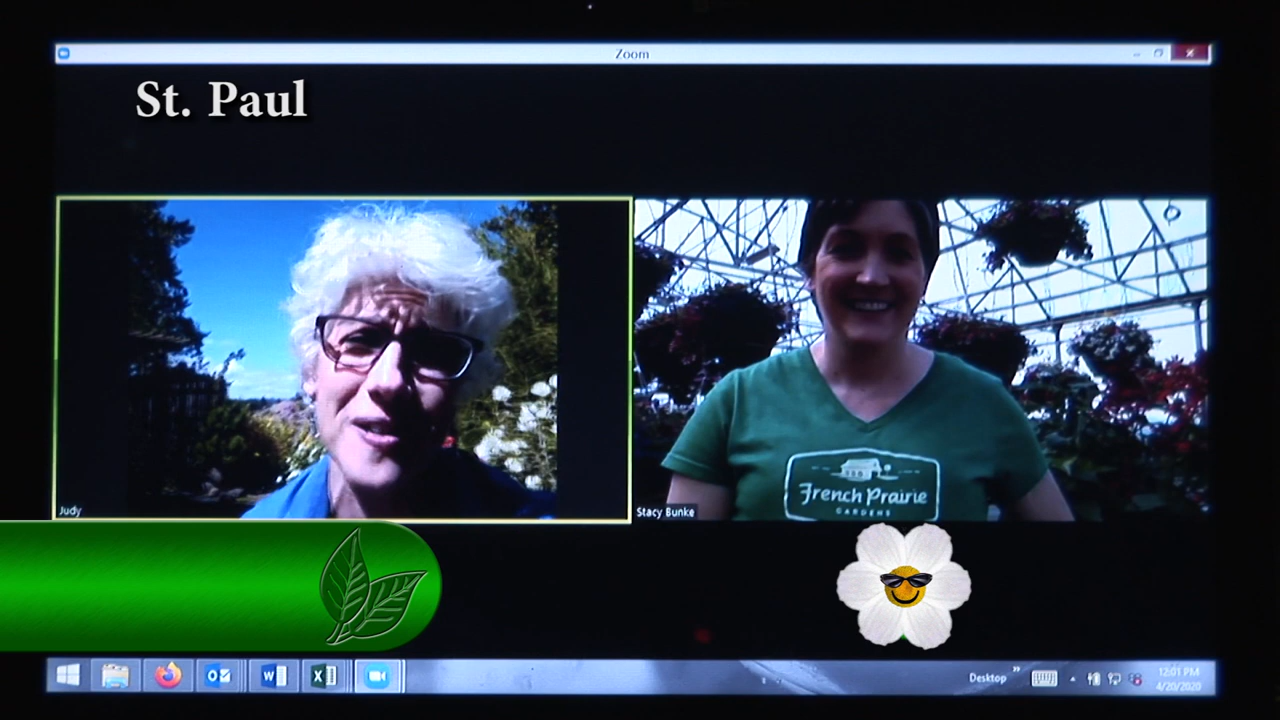 Zoom
St. Paul
Judy
Stacy Bunke
French Prairie
GARDENS
Desktop
12:01 PM
4/20/2020